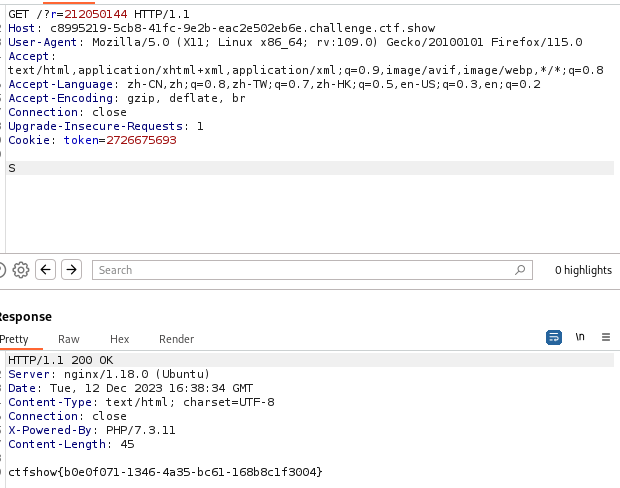 GET /?r=212050144 HTTP/1.1
Host: c8995219-5cb8-41fc-9e2b-eac2e502eb6e.challenge.ctf.show
User-Agent: Mozilla/5.0 (X11; Linux x86_64; rv:109.0) Gecko/20100101 Firefox/115.0
Accept:
text/html,application/xhtml+xml,application/xml;q=0.9,image/avif,image/webp,*/*;q=0.8
Accept-Language: zh-CN,zh;q=0.8,zh-TW;q=0.7,zh-HK;q=0.5,en-US;q=0.3,en;q=0.2
Accept-Encoding: gzip, deflate, br
Connection: close
Upgrade-Insecure-Requests: 1
Cookie: token=2726675693
S
Search
0 highlights
Response
Pretty Raw Hex Render
\n
HTTP/1.1 200 OK
Server: nginx/1.18.0 (Ubuntu)
Date: Tue, 12 Dec 2023 16:38:34 GMT
Content-Type: text/html; charset=UTF-8
Connection: close
X-Powered-By: PHP/7.3.11
Content-Length: 45
ctfshow{b0e0f071-1346-4a35-bc61-168b8c1f3004}